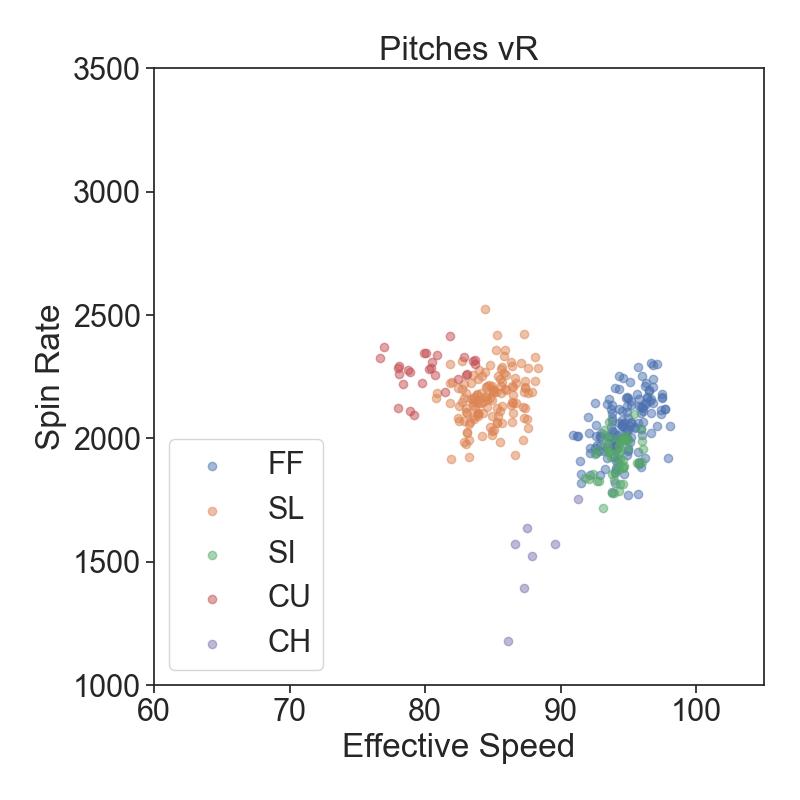 Pitches vR
3500
3000
2500
2000
1500
1000
Spin Rate
FF
SL
SI
CU
CH
60 70 80 90 100
Effective Speed